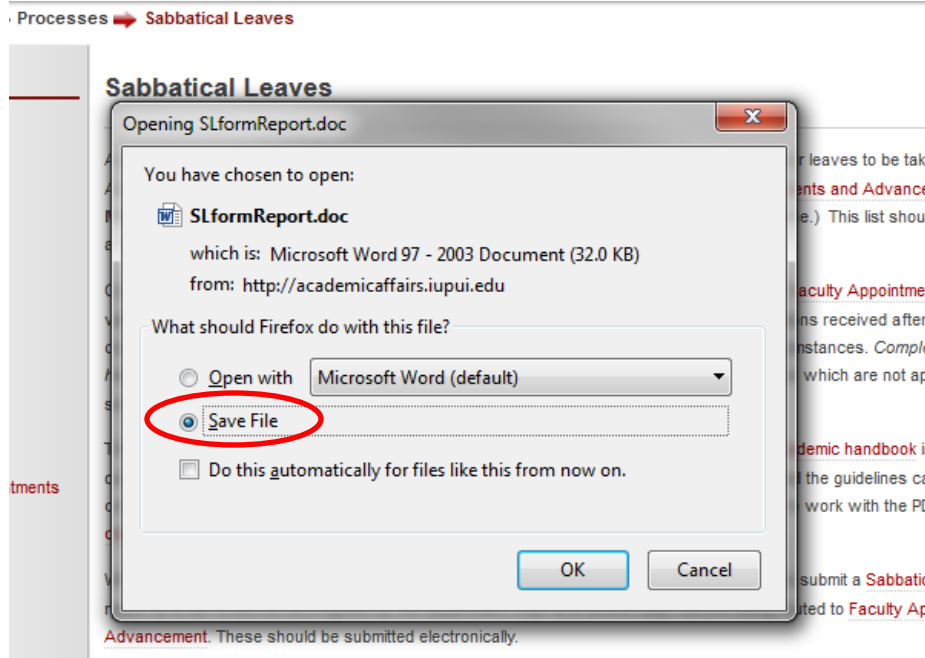 Processes Sabbatical Leaves
Sabbatical Leaves
Opening SLformReport.doc
You have chosen to open:
SLformReport.doc
which is: Microsoft Word 97 - 2003 Document (32.0 KB)
from: http://academicaffairs.iupui.edu
What should Firefox do with this file?
Open with Microsoft Word (default)
Save File
Do this automatically for files like this from now on.
OK Cancel
r leaves to be tak
ents and Advance
e.) This list shou
aculty Appointme
ns received after
nstances. Comple
which are not ap
demic handbook i
tments
the guidelines ca
work with the PD
submit a Sabbatic
uted to Faculty Ap
Advancement. These should be submitted electronically.